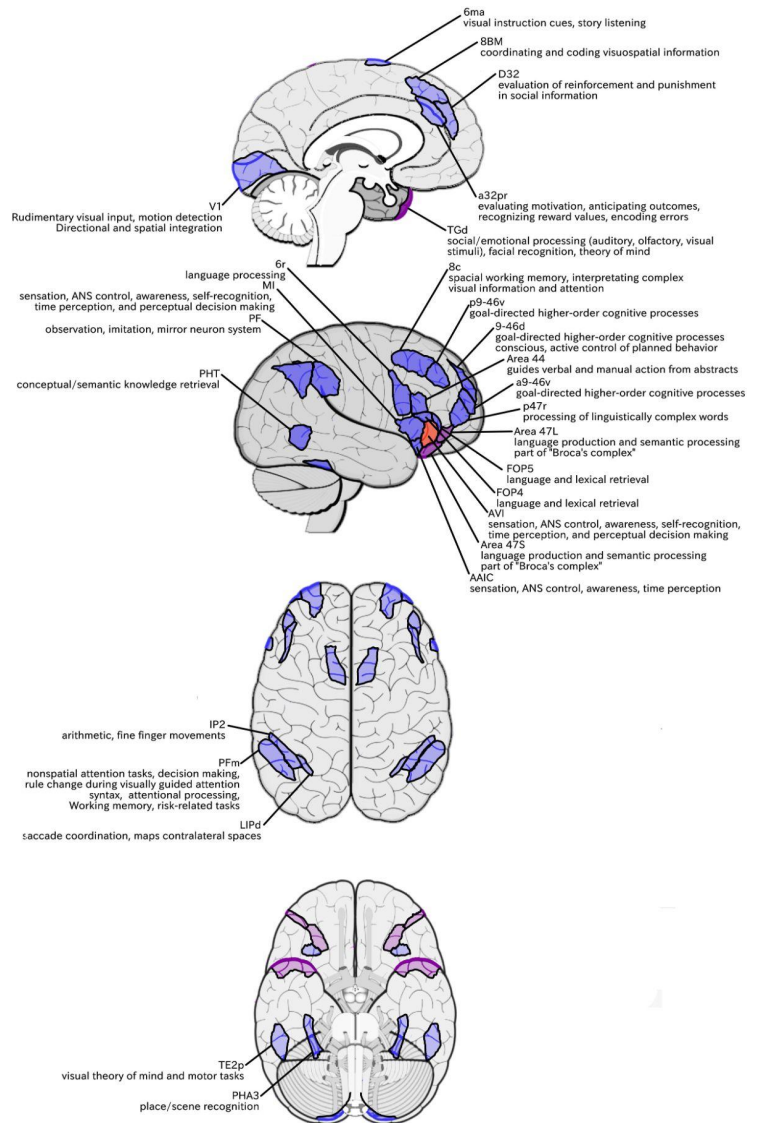 6ma
visual instruction cues, story listening
8BM
coordinating and coding visuospatial information
D32
evaluation of reinforcement and punishment
in social information
a32pr
evaluating motivation, anticipating outcomes,
recognizing reward values, encoding errors
V1
Rudimentary visual input, motion detection
Directional and spatial integration
TGd
social/emotional processing (auditory, olfactory, visual
stimuli), facial recognition, theory of mind
6r
language processing
MI
sensation, ANS control, awareness, self-recognition,
time perception, and perceptual decision making
PF
observation, imitation, mirror neuron system
PHT
conceptual/semantic knowledge retrieval
8c
spacial working memory, interpretating complex
visual information and attention
p9-46v
goal-directed higher-order cognitive processes
9-46d
goal-directed higher-order cognitive processes
conscious, active control of planned behavior
Area 44
guides verbal and manual action from abstracts
a9-46v
goal-directed higher-order cognitive processes
p47r
processing of linguistically complex words
Area 47L
language production and semantic processing
part of "Broca's complex"
FOP5
language and lexical retrieval
FOP4
language and lexical retrieval
AVI
sensation, ANS control, awareness, self-recognition,
time perception, and perceptual decision making
Area 47S
language production and semantic processing
part of "Broca's complex"
AAIC
sensation, ANS control, awareness, time perception
IP2
arithmetic, fine finger movements
PFm
nonspatial attention tasks, decision making,
rule change during visually guided attention
syntax, attentional processing,
Working memory, risk-related tasks
LIPd
saccade coordination, maps contralateral spaces
TE2p
visual theory of mind and motor tasks
PHA3
place/scene recognition